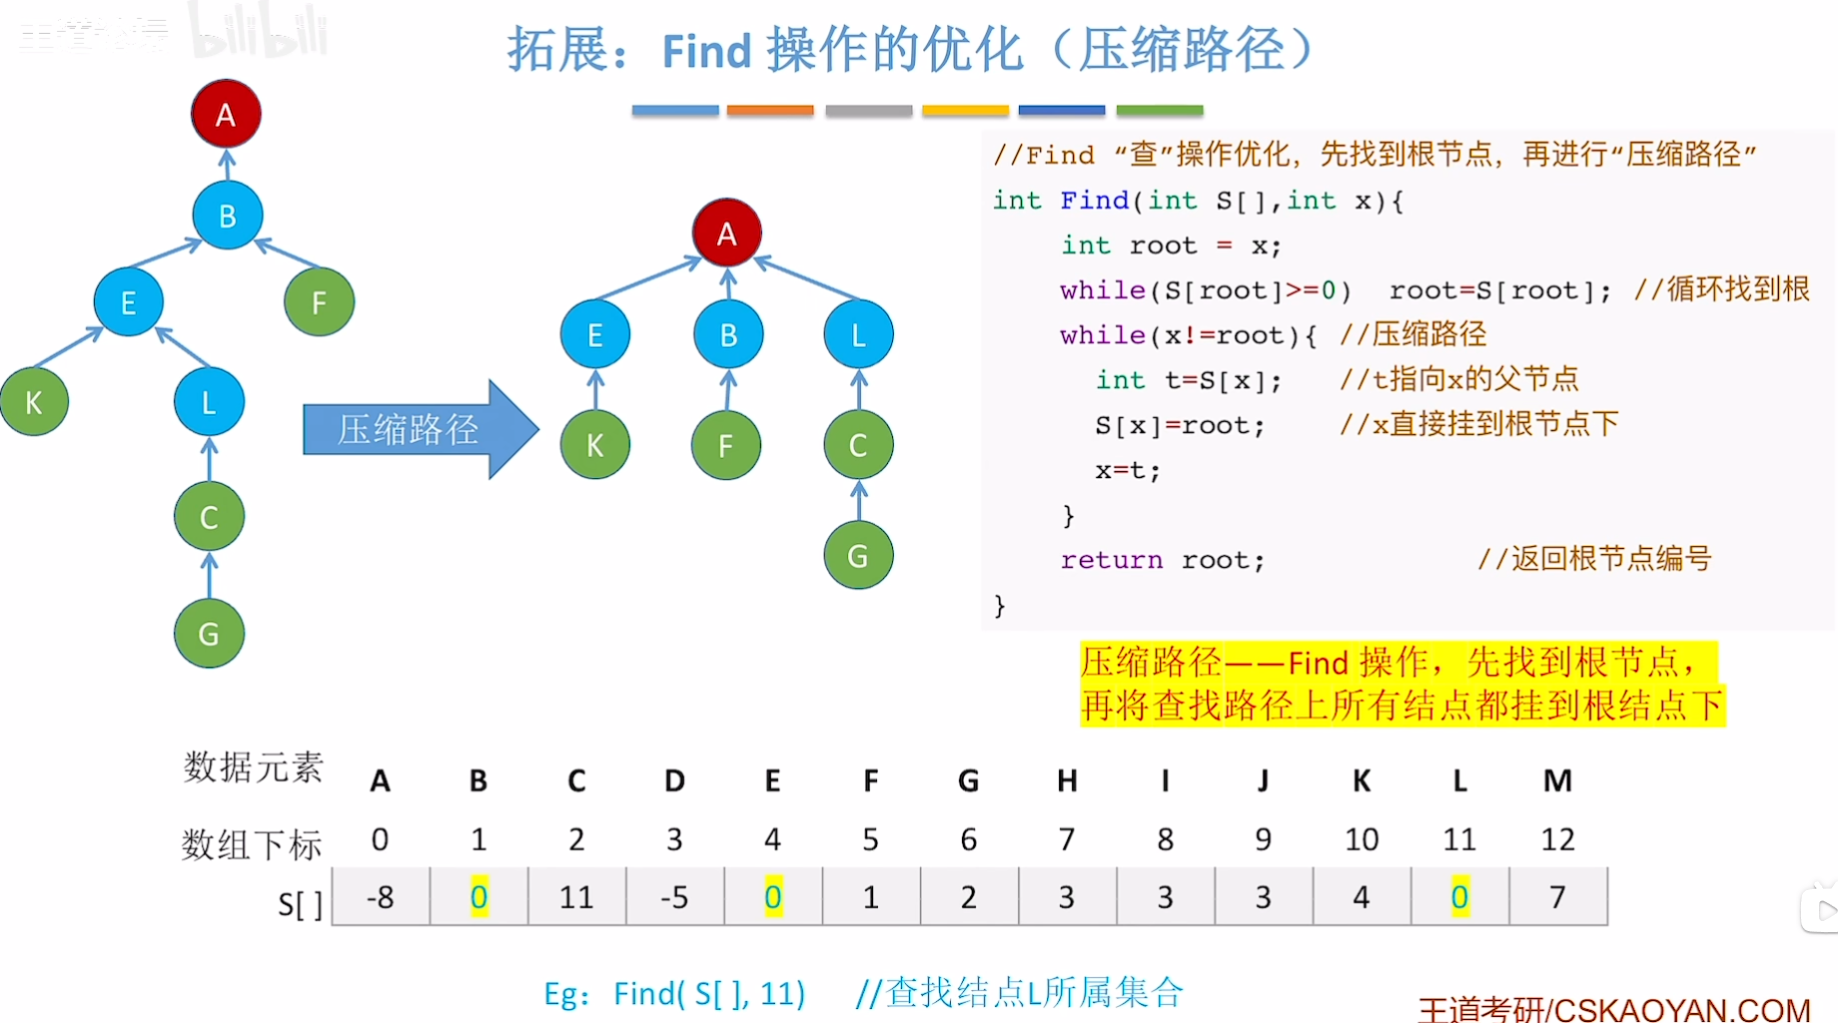 王道论坛 bilibili
拓展：Find 操作的优化（压缩路径）
A
B
E
F
K
L
C
G
压缩路径
A
E
B
L
K
F
C
G
//Find “查”操作优化，先找到根节点，再进行“压缩路径”
int Find(int S[],int x){
int root = x;
while(S[root]>=0) root=S[root]; //循环找到根
while(x!=root){ //压缩路径
int t=S[x]; //t指向x的父节点
S[x]=root; //x直接挂到根节点下
x=t;
}
return root; //返回根节点编号
}
压缩路径——Find 操作，先找到根节点，
再将查找路径上所有结点都挂到根结点下
数据元素 A B C D E F G H I J K L M
数组下标 0 1 2 3 4 5 6 7 8 9 10 11 12
S[ ] -8 0 11 -5 0 1 2 3 3 3 4 0 7
Eg：Find( S[ ], 11) //查找结点L所属集合
王道考研/CSKAOYAN.COM